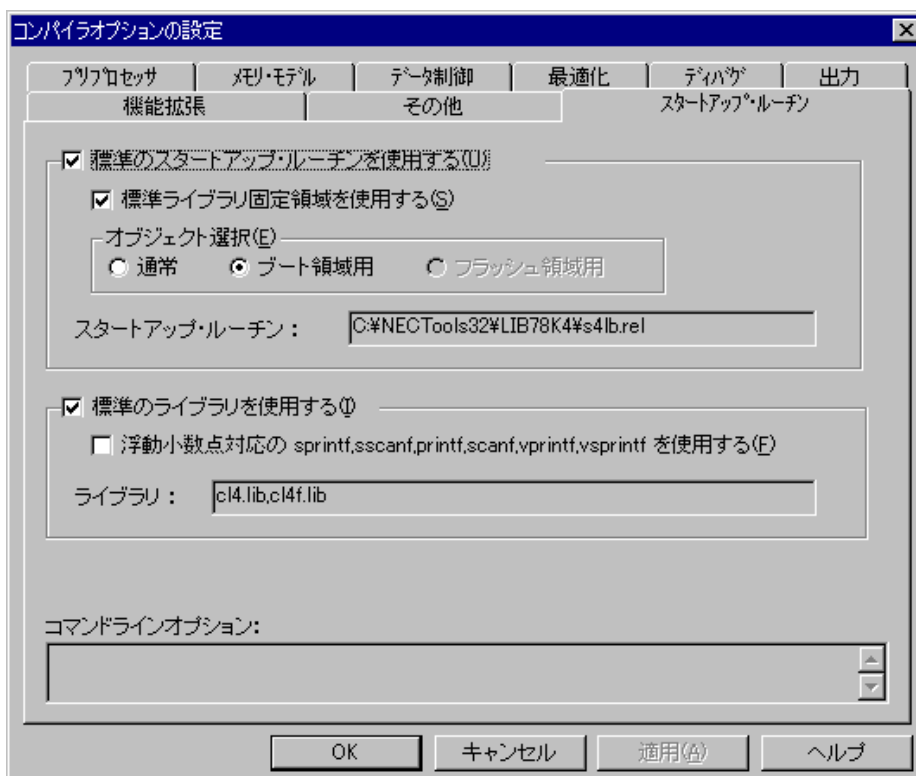 コンパイラオプションの設定
プリプロセッサ メモリ・モデル データ制御 最適化 ディバグ 出力
機能拡張 その他 スタートアップ・ルーチン
標準のスタートアップ・ルーチンを使用する(U)
標準ライブラリ固定領域を使用する(S)
オブジェクト選択(E)
通常 ブート領域用 フラッシュ領域用
スタートアップ・ルーチン： C:¥NECTools32¥LIB78K4¥s4lb.rel
標準のライブラリを使用する(I)
浮動小数点対応の sprintf,sscanf,printf,scanf,vprintf,vsprintf を使用する(F)
ライブラリ： cl4.lib,cl4f.lib
コマンドラインオプション:
OK キャンセル 適用(A) ヘルプ